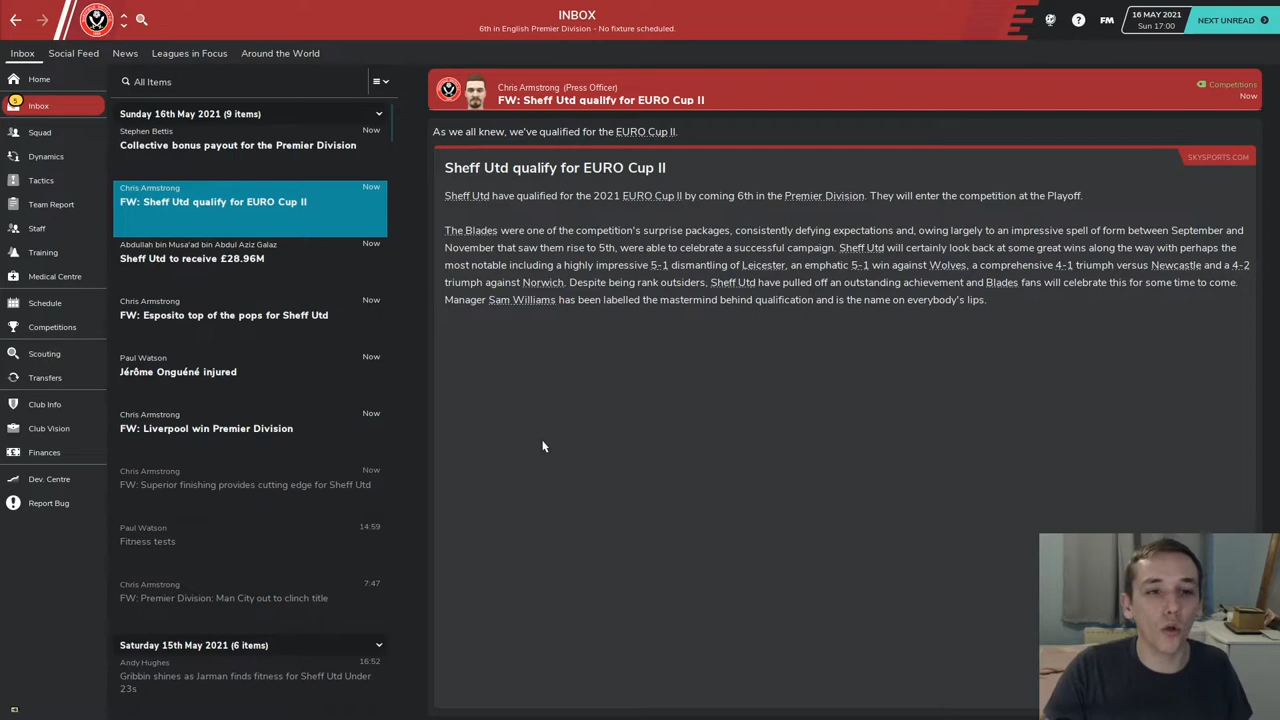 INBOX
6th in English Premier Division - No fixture scheduled.
FM
16 MAY 2021
Sun 17:00
NEXT UNREAD
Inbox
Social Feed
News
Leagues in Focus
Around the World
Home
5
Inbox
Squad
Dynamics
Tactics
Team Report
Staff
Training
Medical Centre
Schedule
Competitions
Scouting
Transfers
Club Info
Club Vision
Finances
Dev. Centre
Report Bug
All Items
Sunday 16th May 2021 (9 items)
Stephen Bettis Now
Collective bonus payout for the Premier Division
Chris Armstrong Now
FW: Sheff Utd qualify for EURO Cup II
Abdullah bin Musa'ad bin Abdul Aziz Galaz Now
Sheff Utd to receive £28.96M
Chris Armstrong Now
FW: Esposito top of the pops for Sheff Utd
Paul Watson Now
Jérôme Onguéné injured
Chris Armstrong Now
FW: Liverpool win Premier Division
Chris Armstrong Now
FW: Superior finishing provides cutting edge for Sheff Utd
Paul Watson 14:59
Fitness tests
Chris Armstrong 7:47
FW: Premier Division: Man City out to clinch title
Saturday 15th May 2021 (6 items)
Andy Hughes 16:52
Gribbin shines as Jarman finds fitness for Sheff Utd Under
23s
Chris Armstrong (Press Officer)
FW: Sheff Utd qualify for EURO Cup II
Competitions
Now
As we all knew, we've qualified for the EURO Cup II.
SKYSPORTS.COM
Sheff Utd qualify for EURO Cup II
Sheff Utd have qualified for the 2021 EURO Cup II by coming 6th in the Premier Division. They will enter the competition at the Playoff.
The Blades were one of the competition's surprise packages, consistently defying expectations and, owing largely to an impressive spell of form between September and
November that saw them rise to 5th, were able to celebrate a successful campaign. Sheff Utd will certainly look back at some great wins along the way with perhaps the
most notable including a highly impressive 5-1 dismantling of Leicester, an emphatic 5-1 win against Wolves, a comprehensive 4-1 triumph versus Newcastle and a 4-2
triumph against Norwich. Despite being rank outsiders, Sheff Utd have pulled off an outstanding achievement and Blades fans will celebrate this for some time to come.
Manager Sam Williams has been labelled the mastermind behind qualification and is the name on everybody's lips.